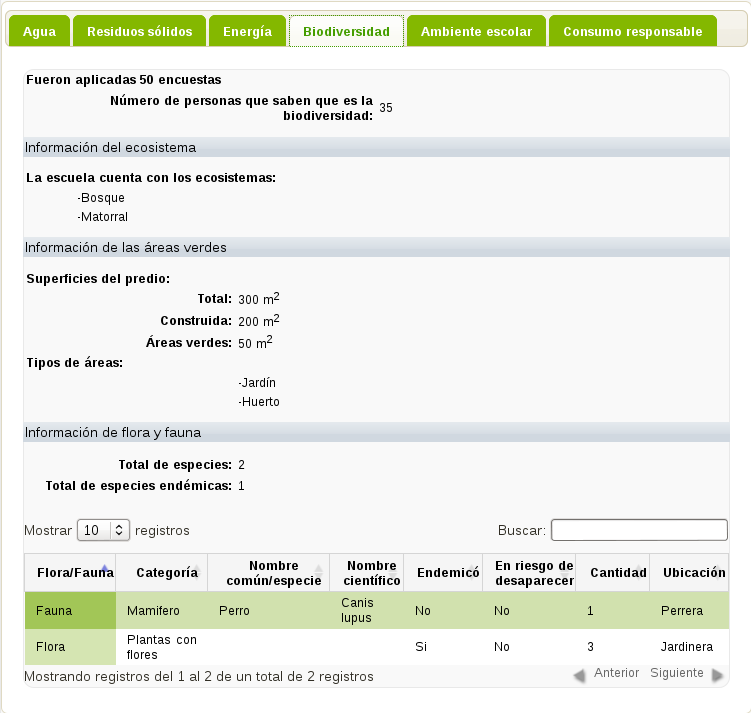 Agua Residuos sólidos Energía Biodiversidad Ambiente escolar Consumo responsable
Fueron aplicadas 50 encuestas
Número de personas que saben que es la
biodiversidad: 35
Información del ecosistema
La escuela cuenta con los ecosistemas:
-Bosque
-Matorral
Información de las áreas verdes
Superficies del predio:
Total: 300 m2
Construida: 200 m2
Áreas verdes: 50 m2
Tipos de áreas:
-Jardín
-Huerto
Información de flora y fauna
Total de especies: 2
Total de especies endémicas: 1
Mostrar 10 registros Buscar:
Flora/Fauna Categoría Nombre común/especie Nombre científico Endemicó En riesgo de desaparecer Cantidad Ubicación
Fauna Mamifero Perro Canis lupus No No 1 Perrera
Flora Plantas con flores Si No 3 Jardinera
Mostrando registros del 1 al 2 de un total de 2 registros Anterior Siguiente